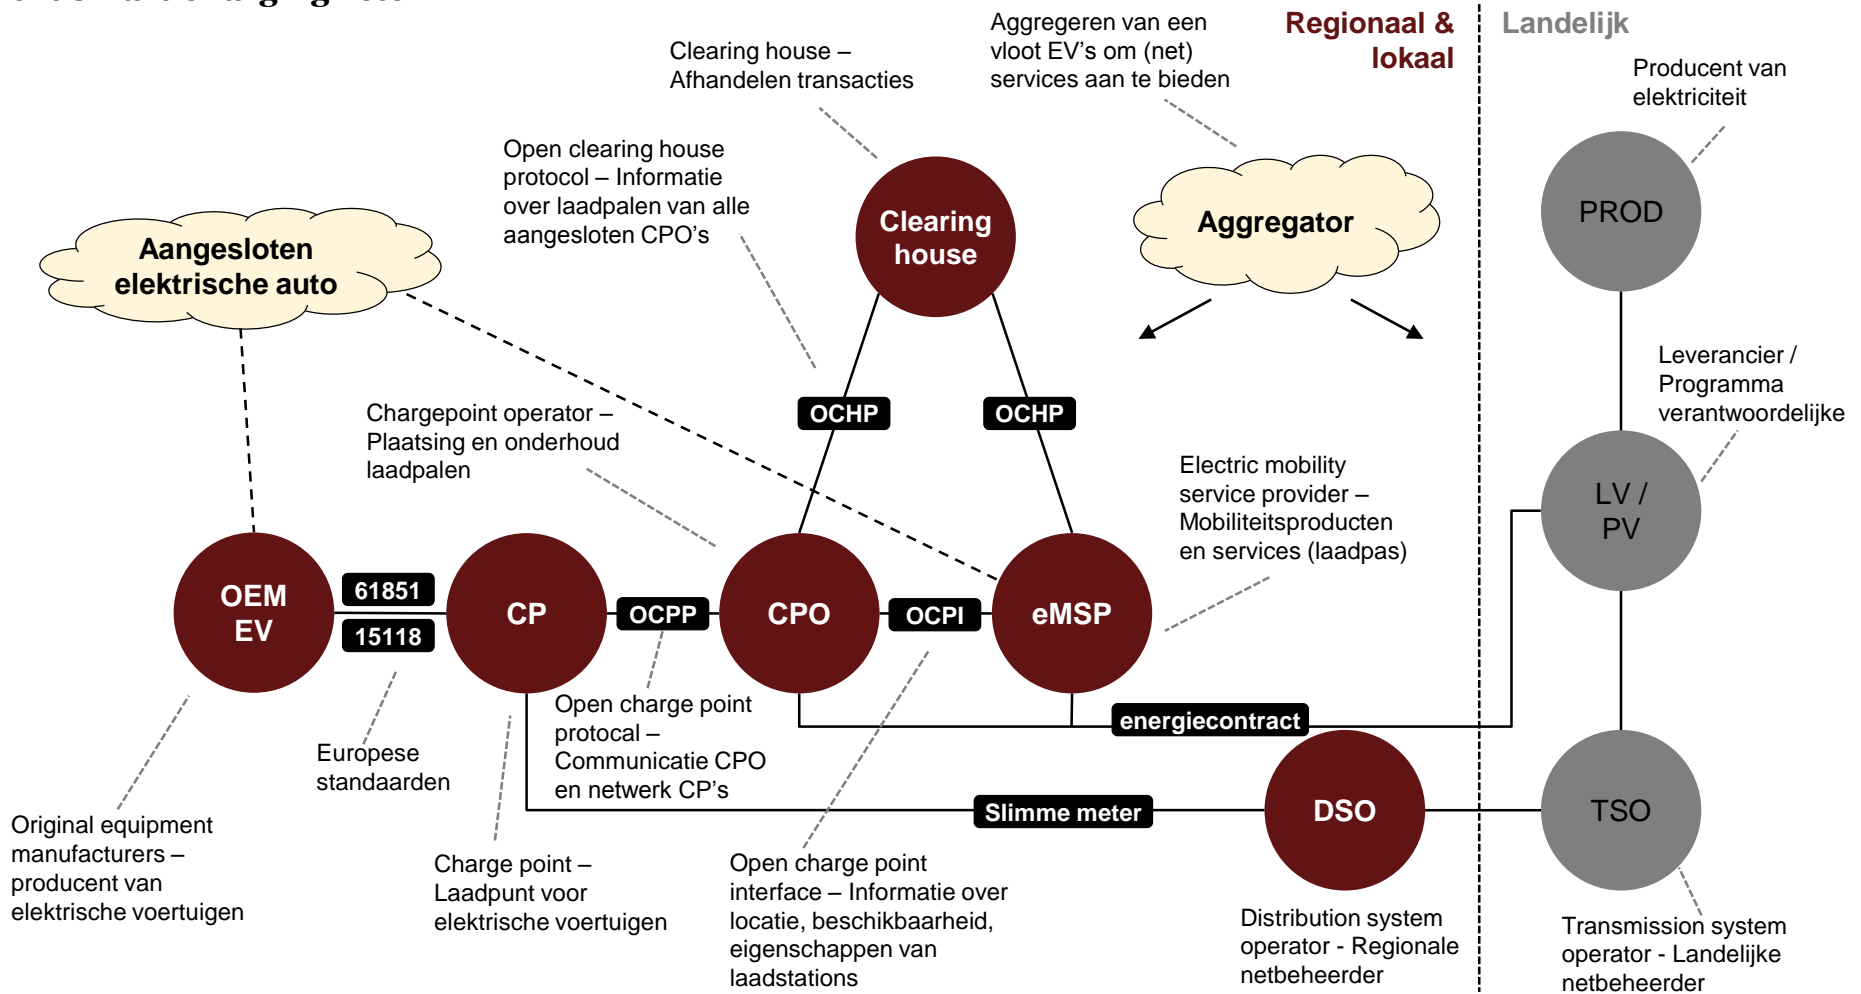 Clearing house –
Afhandelen transacties
Aggregeren van een
vloot EV's om (net)
services aan te bieden
Regionaal &
lokaal
Landelijk
Producent van
elektriciteit
Open clearing house
protocol – Informatie
over laadpalen van alle
aangesloten CPO's
Clearing
house
Aggregator
PROD
Aangesloten
elektrische auto
Leverancier /
Programma
verantwoordelijke
Chargepoint operator –
Plaatsing en onderhoud
laadpalen
OCHP
OCHP
Electric mobility
service provider –
Mobiliteitsproducten
en services (laadpas)
LV /
PV
OEM
EV
61851
15118
CP
OCPP
CPO
OCPI
eMSP
Open charge point
protocal –
Communicatie CPO
en netwerk CP's
energiecontract
Europese
standaarden
Slimme meter
DSO
TSO
Original equipment
manufacturers –
producent van
elektrische voertuigen
Charge point –
Laadpunt voor
elektrische voertuigen
Open charge point
interface – Informatie over
locatie, beschikbaarheid,
eigenschappen van
laadstations
Distribution system
operator - Regionale
netbeheerder
Transmission system
operator - Landelijke
netbeheerder